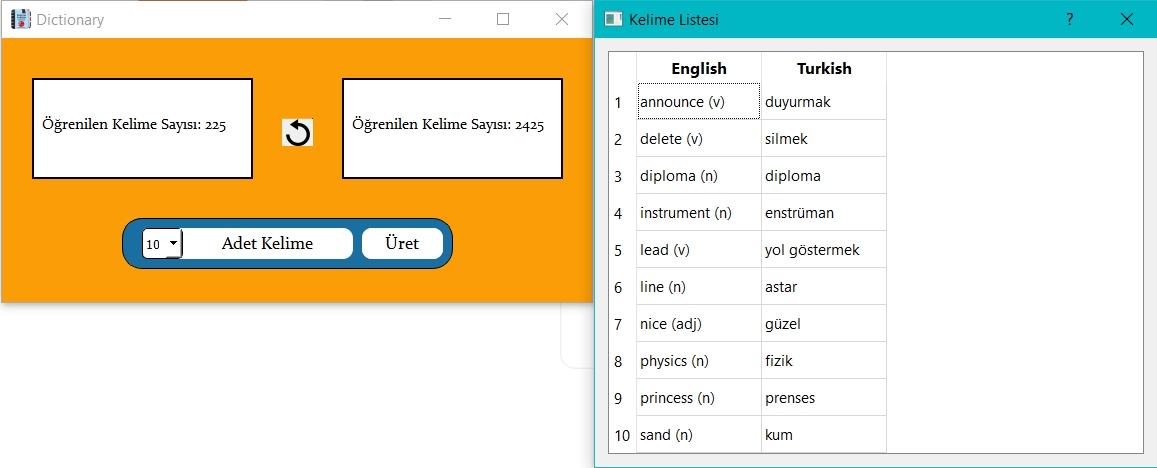 Dictionary
Öğrenilen Kelime Sayısı: 225
Öğrenilen Kelime Sayısı: 2425
10
Adet Kelime
Üret
Kelime Listesi
?
English Turkish
1 announce (v) duyurmak
2 delete (v) silmek
3 diploma (n) diploma
4 instrument (n) enstrüman
5 lead (v) yol göstermek
6 line (n) astar
7 nice (adj) güzel
8 physics (n) fizik
9 princess (n) prenses
10 sand (n) kum